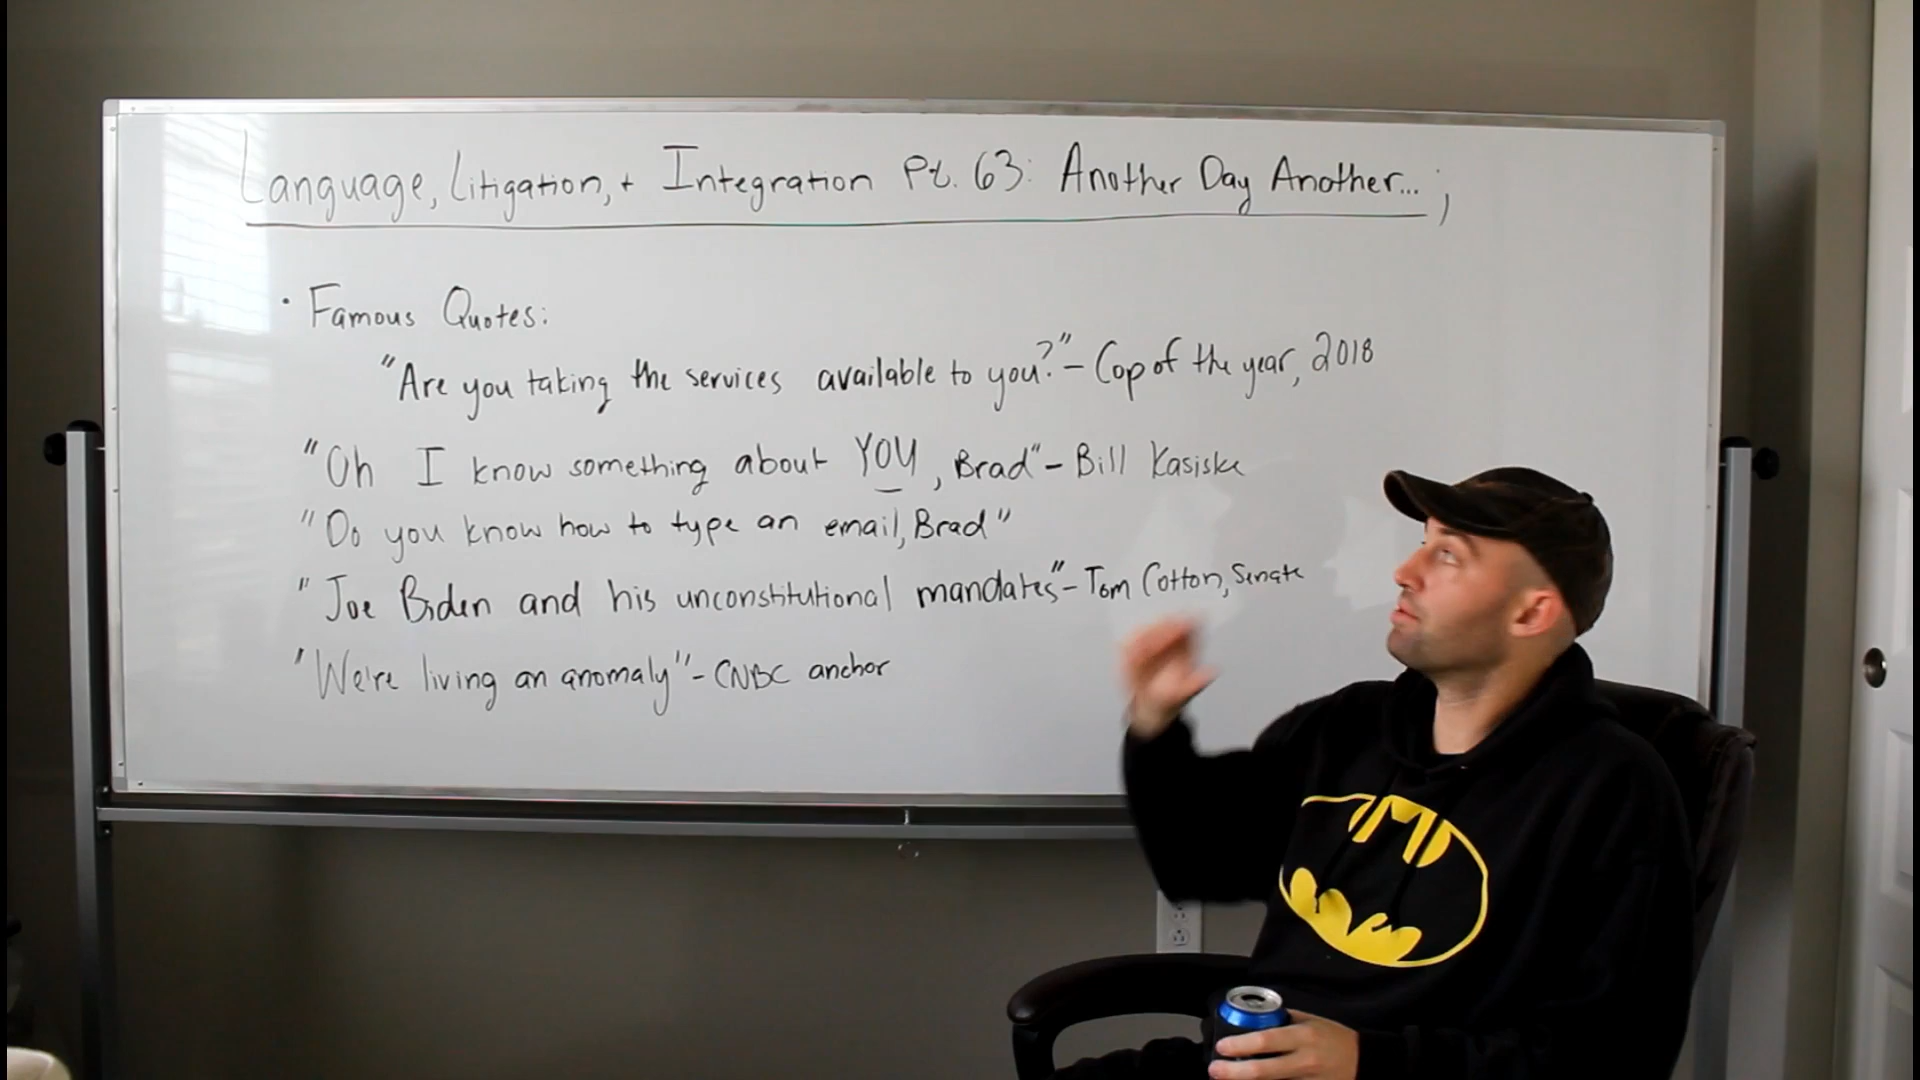 Language, Litigation, + Integration Pt. 63: Another Day Another... ;
· Famous Quotes:
"Are you taking the services available to you?" - Cop of the year, 2018
"Oh I know something about YOU, Brad" - Bill Kasiske
"Do you know how to type an email, Brad"
"Joe Biden and his unconstitutional mandates" - Tom Cotton, Senate
"We're living an anomaly" - CNBC anchor